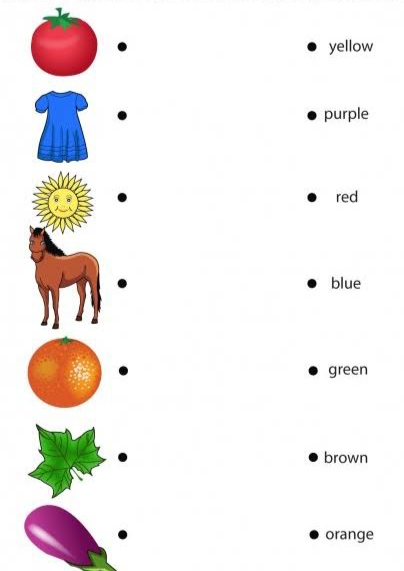 yellow
purple
red
blue
green
brown
orange